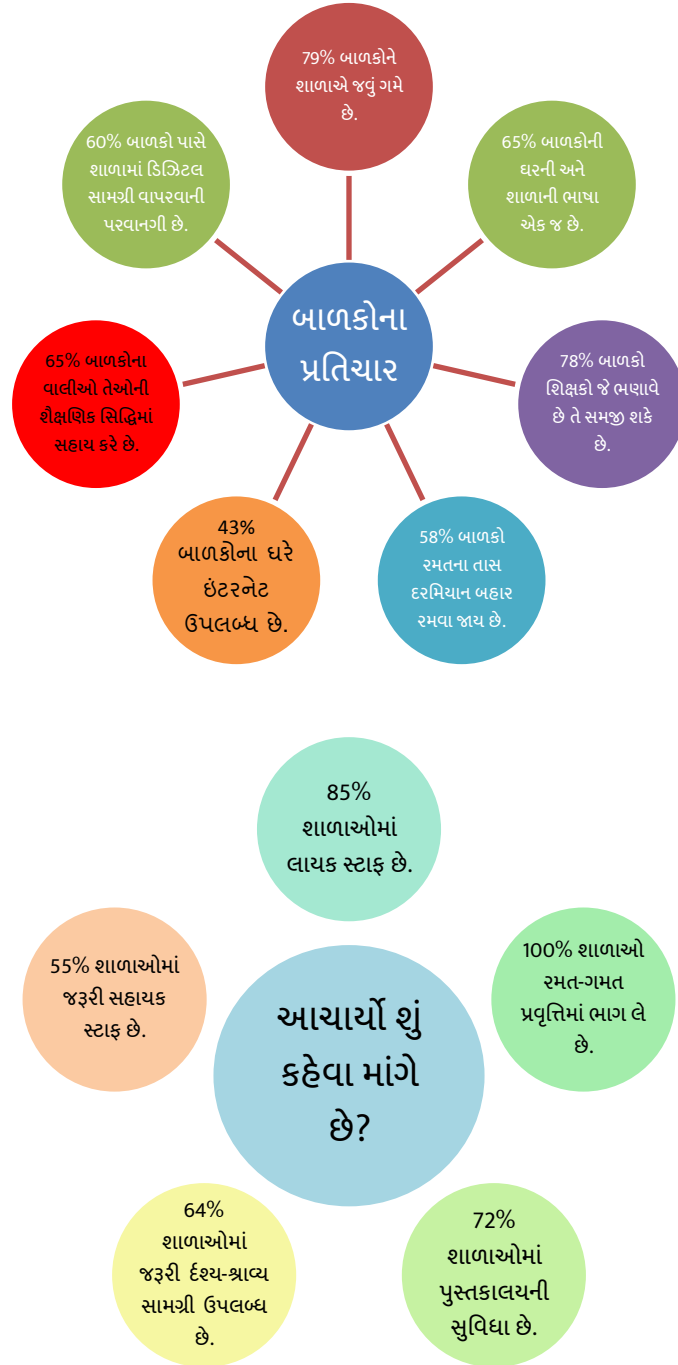 79% બાળકોને
શાળાએ જવું ગમે
છે.
60% બાળકો પાસે
શાળામાં ડિઝિટલ
સામગ્રી વાપરવાની
પરવાનગી છે.
65% બાળકોની
ઘરની અને
શાળાની ભાષા
એક જ છે.
બાળકોના
પ્રતિચાર
65% બાળકોના
વાલીઓ તેઓની
શૈક્ષણિક સિદ્ધિમાં
સહાય કરે છે.
78% બાળકો
શિક્ષકો જે ભણાવે
છે તે સમજી શકે
છે.
43%
બાળકોના ઘરે
ઇંટરનેટ
ઉપલબ્ધ છે.
58% બાળકો
રમતના તાસ
દરમિયાન બહાર
રમવા જાય છે.
85%
શાળાઓમાં
લાયક સ્ટાફ છે.
55% શાળાઓમાં
જરૂરી સહાયક
સ્ટાફ છે.
100% શાળાઓ
રમત-ગમત
પ્રવૃત્તિમાં ભાગ લે
છે.
આચાર્યો શું
કહેવા માંગે
છે?
64%
શાળાઓમાં
જરૂરી ર્દશ્ય-શ્રાવ્ય
સામગ્રી ઉપલબ્ધ
છે.
72%
શાળાઓમાં
પુસ્તકાલયની
સુવિધા છે.